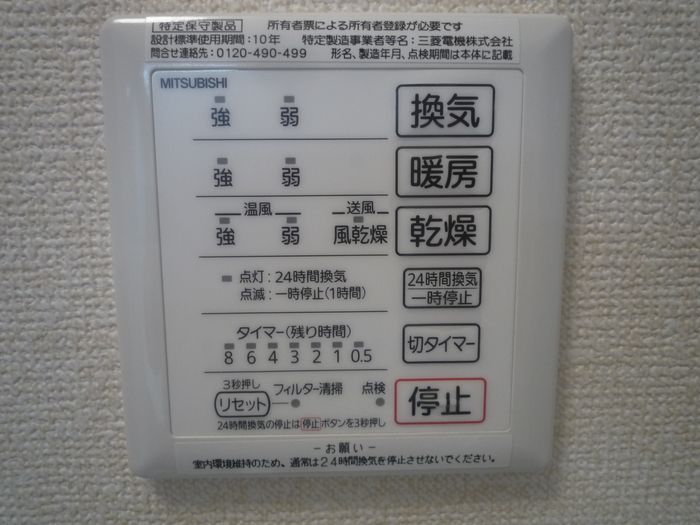 特定保守製品 所有者票による所有者登録が必要です
設計標準使用期間：10年 特定製造事業者等名：三菱電機株式会社
問合せ連絡先：0120-490-499 形名、製造年月、点検期間は本体に記載
MITSUBISHI
強 弱 換気
強 弱 暖房
温風 送風
強 弱 風乾燥 乾燥
点灯：24時間換気 24時間換気
点滅：一時停止(1時間) 一時停止
タイマー(残り時間) 切タイマー
8 6 4 3 2 1 0.5
3秒押し フィルター清掃 点検
リセット 停止
24時間換気の停止は停止ボタンを3秒押し
－お願い－
室内環境維持のため、通常は24時間換気を停止させないでください。